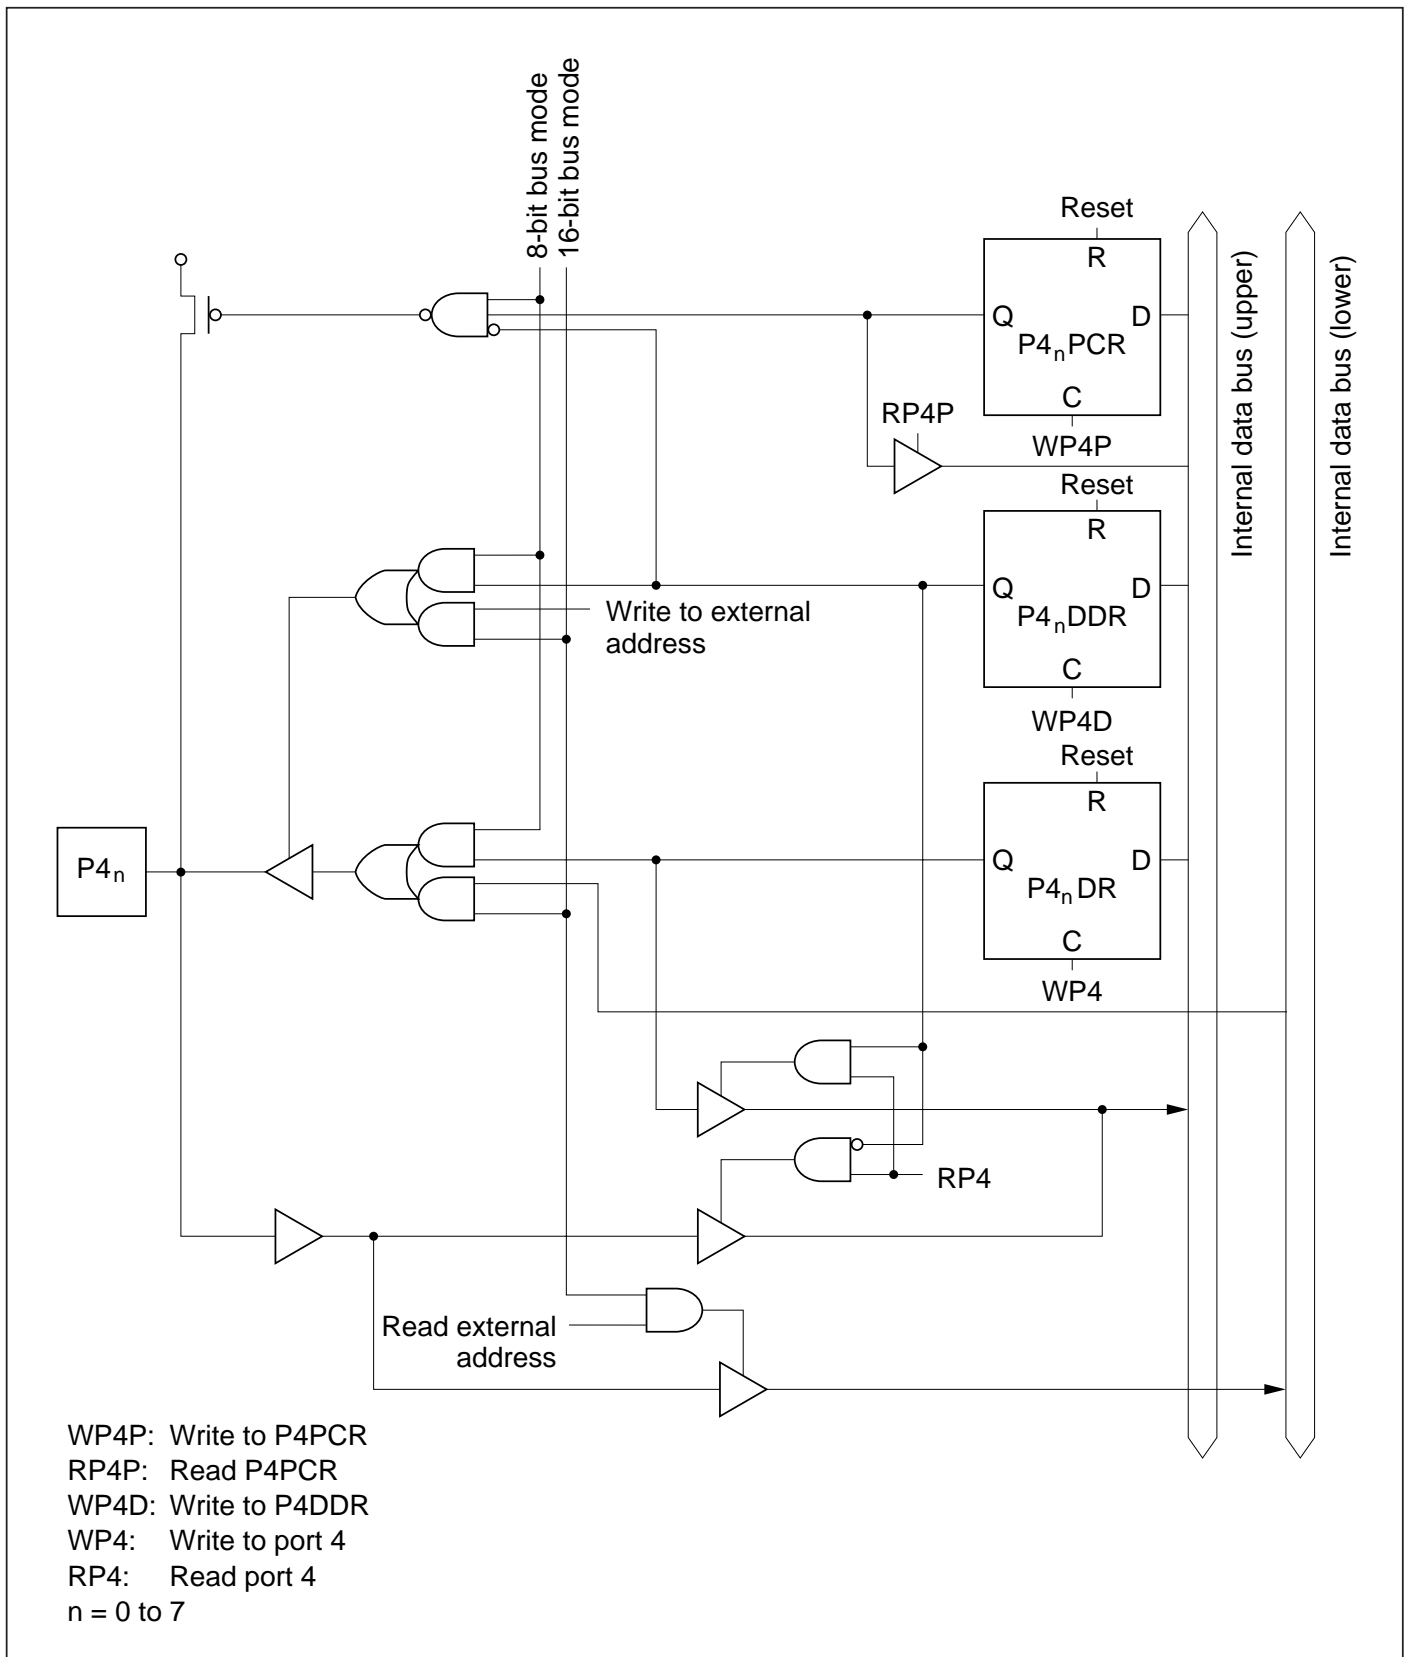 8-bit bus mode
16-bit bus mode
Reset
R
Q
D
P4nPCR
C
WP4P
RP4P
Internal data bus (upper)
Internal data bus (lower)
Reset
R
Q
D
P4nDDR
C
WP4D
Write to external
address
Reset
R
Q
D
P4nDR
C
WP4
P4n
RP4
Read external
address
WP4P: Write to P4PCR
RP4P: Read P4PCR
WP4D: Write to P4DDR
WP4: Write to port 4
RP4: Read port 4
n = 0 to 7